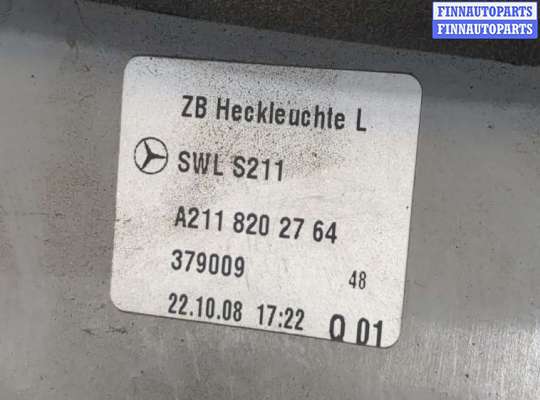 FINNAUTOPARTS
FINNAUTOPARTS
ZB Heckleuchte L
SWL S211
A211 820 27 64
379009 48
22.10.08 17:22 Q 01